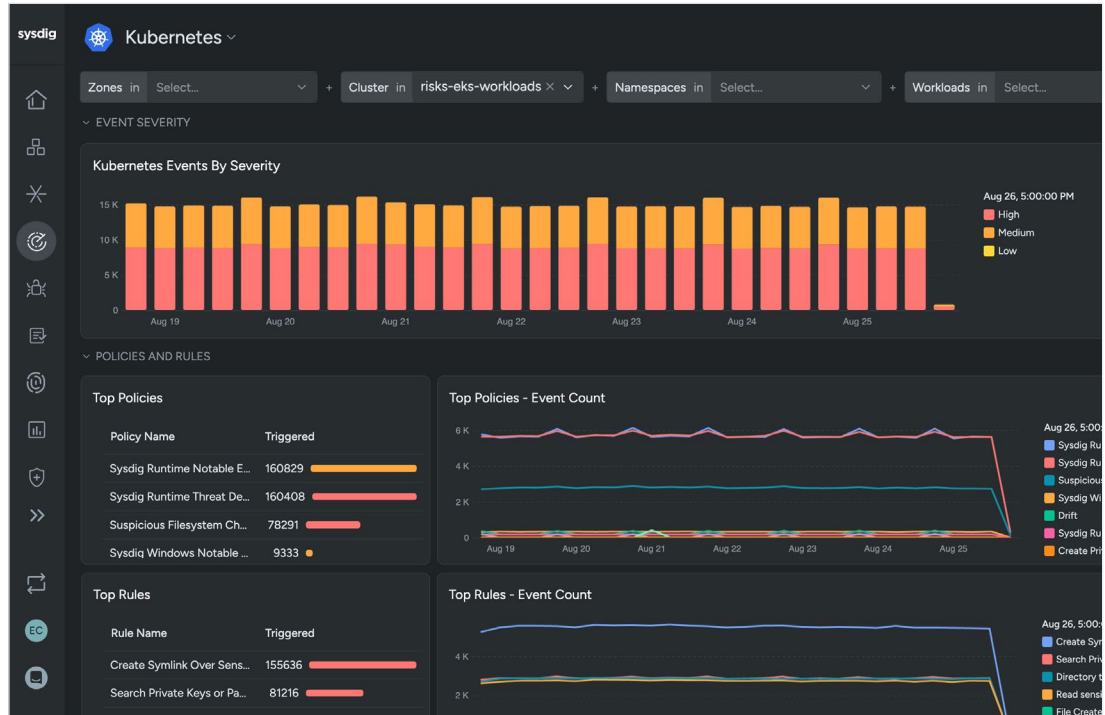 sysdig
Kubernetes
Zones in Select... + Cluster in risks-eks-workloads + Namespaces in Select... + Workloads in Select...
EVENT SEVERITY
Kubernetes Events By Severity
15 K
10 K
5 K
0
Aug 19 Aug 20 Aug 21 Aug 22 Aug 23 Aug 24 Aug 25
Aug 26, 5:00:00 PM
High
Medium
Low
POLICIES AND RULES
Top Policies
Policy Name Triggered
Sysdig Runtime Notable E... 160829
Sysdig Runtime Threat De... 160408
Suspicious Filesystem Ch... 78291
Sysdig Windows Notable ... 9333
Top Policies - Event Count
6 K
4 K
2 K
0
Aug 19 Aug 20 Aug 21 Aug 22 Aug 23 Aug 24 Aug 25
Aug 26, 5:00:
Sysdig Ru
Sysdig Ru
Suspicious
Sysdig Wi
Drift
Sysdig Ru
Create Pri
Top Rules
Rule Name Triggered
Create Symlink Over Sens... 155636
Search Private Keys or Pa... 81216
Top Rules - Event Count
4 K
2 K
Aug 26, 5:00:
Create Syr
Search Priv
Directory t
Read sensi
File Create
EC